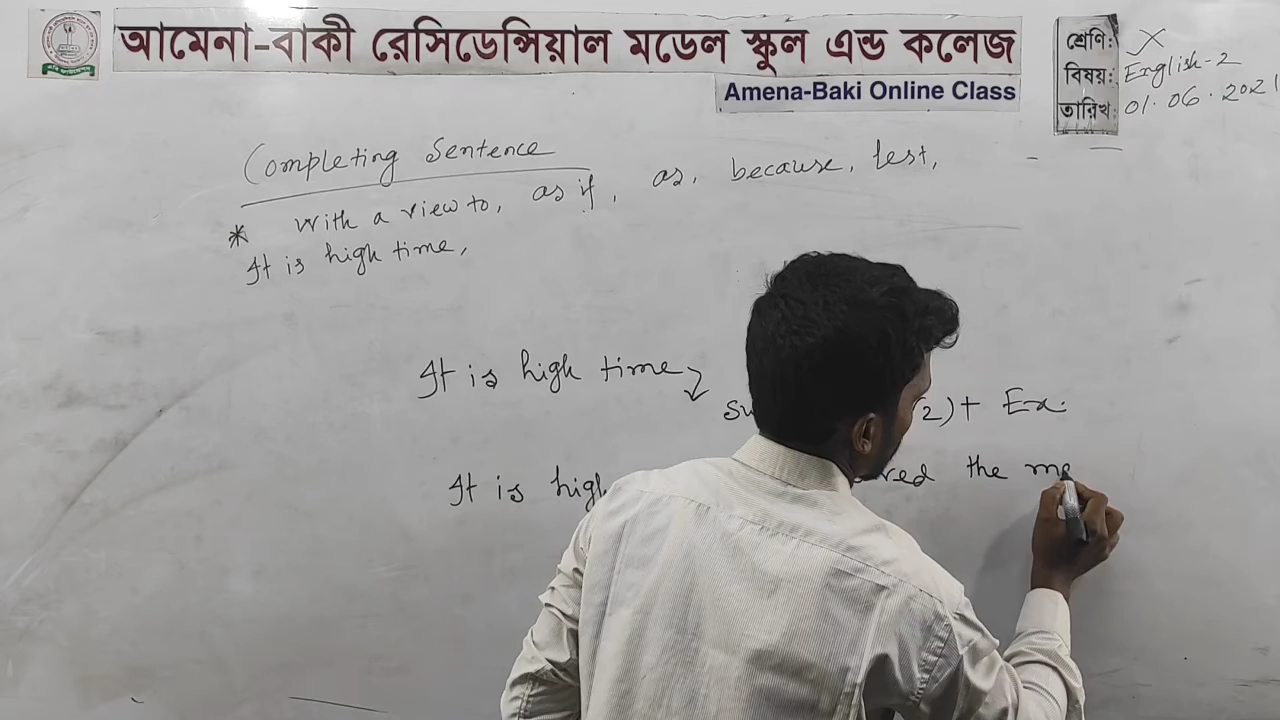 আমেনা-বাকী রেসিডেন্সিয়াল মডেল স্কুল এন্ড কলেজ
Amena-Baki Online Class
শ্রেণি: X
বিষয়: English-2
তারিখ: 01.06.2021
Completing Sentence
* With a view to, as if, as, because, lest,
It is high time,
It is high time
2)+ Ex.
It is high red the me